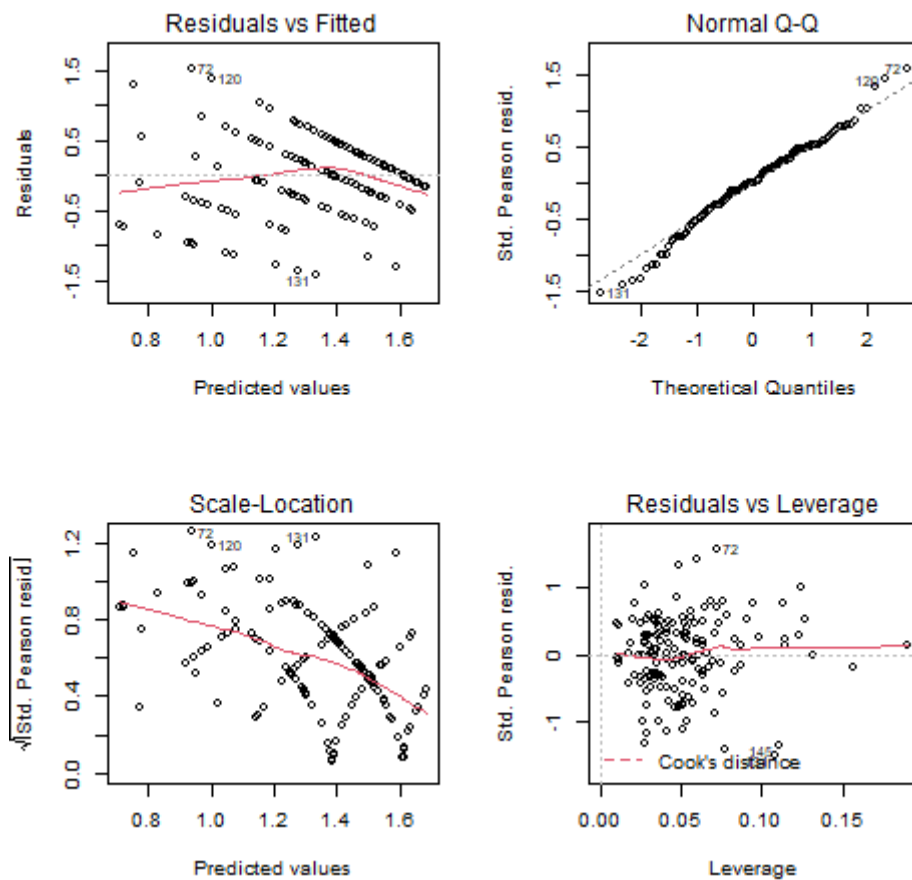 Residuals vs Fitted
Residuals
1.5
0.5
-0.5
-1.5
72
120
131
0.8 1.0 1.2 1.4 1.6
Predicted values
Normal Q-Q
Std. Pearson resid.
1.5
0.5
-0.5
-1.5
72
120
131
-2 -1 0 1 2
Theoretical Quantiles
Scale-Location
√|Std. Pearson resid.|
1.2
0.8
0.4
0.0
72
120
131
0.8 1.0 1.2 1.4 1.6
Predicted values
Residuals vs Leverage
Std. Pearson resid.
1
0
-1
72
Cook's distance
0.00 0.05 0.10 0.15
Leverage